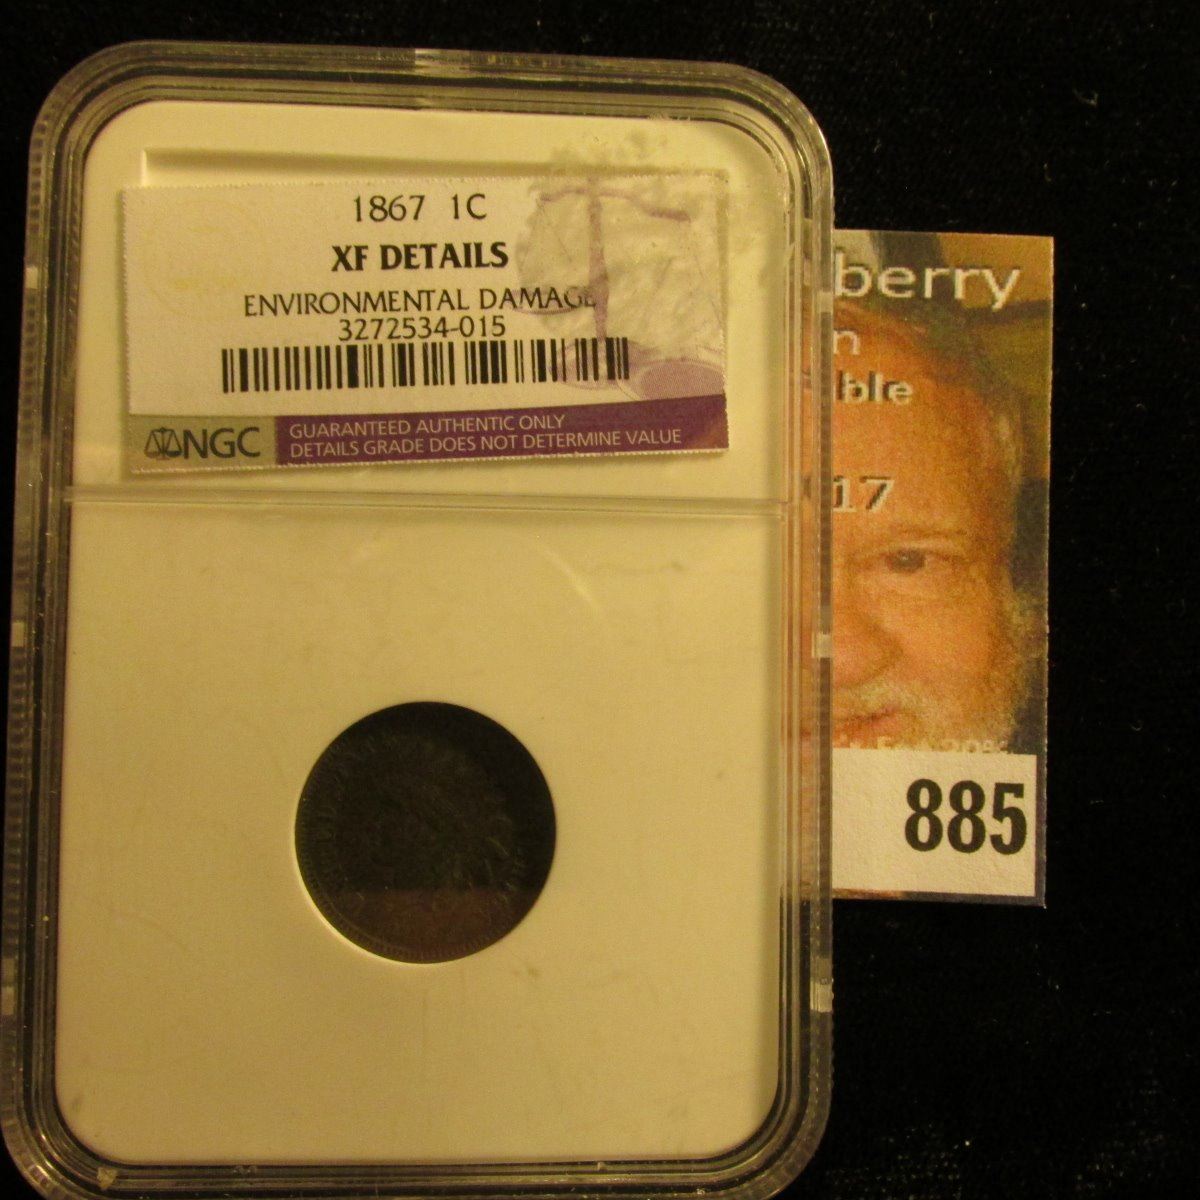 1867 1C
XF DETAILS
ENVIRONMENTAL DAMAGE
3272534-015
NGC
GUARANTEED AUTHENTIC ONLY
DETAILS GRADE DOES NOT DETERMINE VALUE
berry
n
ble
17
20%
885